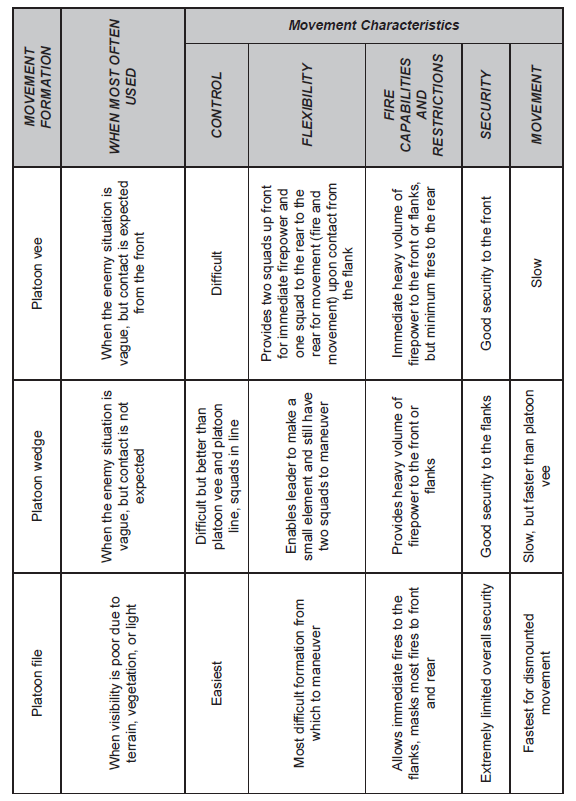 Movement Characteristics
MOVEMENT
FORMATION
WHEN MOST OFTEN
USED
CONTROL
FLEXIBILITY
FIRE
CAPABILITIES
AND
RESTRICTIONS
SECURITY
MOVEMENT
Platoon vee
When the enemy situation is
vague, but contact is expected
from the front
Difficult
Provides two squads up front
for immediate firepower and
one squad to the rear to the
rear for movement (fire and
movement) upon contact from
the flank
Immediate heavy volume of
firepower to the front or flanks,
but minimum fires to the rear
Good security to the front
Slow
Platoon wedge
When the enemy situation is
vague, but contact is not
expected
Difficult but better than
platoon vee and platoon
line, squads in line
Enables leader to make a
small element and still have
two squads to maneuver
Provides heavy volume of
firepower to the front or
flanks
Good security to the flanks
Slow, but faster than platoon
vee
Platoon file
When visibility is poor due to
terrain, vegetation, or light
Easiest
Most difficult formation from
which to maneuver
Allows immediate fires to the
flanks, masks most fires to front
and rear
Extremely limited overall security
Fastest for dismounted
movement